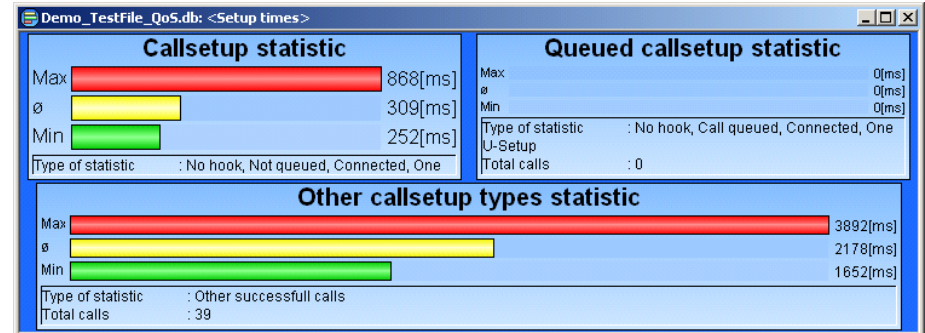 Demo_TestFile_QoS.db: <Setup times>
Callsetup statistic
Max 868[ms]
ø 309[ms]
Min 252[ms]
Type of statistic : No hook, Not queued, Connected, One
Queued callsetup statistic
Max 0[ms]
ø 0[ms]
Min 0[ms]
Type of statistic : No hook, Call queued, Connected, One
U-Setup
Total calls : 0
Other callsetup types statistic
Max 3892[ms]
ø 2178[ms]
Min 1652[ms]
Type of statistic : Other successfull calls
Total calls : 39